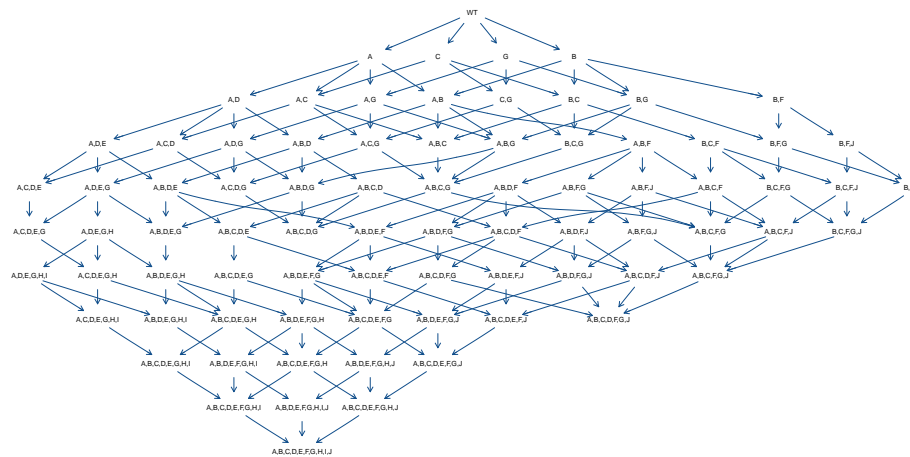 WT
A C G B
A,D A,C A,G A,B C,G B,C B,G B,F
A,D,E A,C,D A,D,G A,B,D A,C,G A,B,C A,B,G B,C,G A,B,F B,C,F B,F,G B,F,J
A,C,D,E A,D,E,G A,B,D,E A,C,D,G A,B,D,G A,B,C,D A,B,C,G A,B,D,F A,B,F,G A,B,F,J A,B,C,F B,C,F,G B,C,F,J B,
A,C,D,E,G A,D,E,G,H A,B,D,E,G A,B,C,D,E A,B,C,D,G A,B,D,E,F A,B,D,F,G A,B,C,D,F A,B,D,F,J A,B,F,G,J A,B,C,F,G A,B,C,F,J B,C,F,G,J
A,D,E,G,H,I A,C,D,E,G,H A,B,D,E,G,H A,B,C,D,E,G A,B,D,E,F,G A,B,C,D,E,F A,B,C,D,F,G A,B,D,E,F,J A,B,D,F,G,J A,B,C,D,F,J A,B,C,F,G,J
A,C,D,E,G,H,I A,B,D,E,G,H,I A,B,C,D,E,G,H A,B,D,E,F,G,H A,B,C,D,E,F,G A,B,D,E,F,G,J A,B,C,D,E,F,J A,B,C,D,F,G,J
A,B,C,D,E,G,H,I A,B,D,E,F,G,H,I A,B,C,D,E,F,G,H A,B,D,E,F,G,H,J A,B,C,D,E,F,G,J
A,B,C,D,E,F,G,H,I A,B,D,E,F,G,H,I,J A,B,C,D,E,F,G,H,J
A,B,C,D,E,F,G,H,I,J